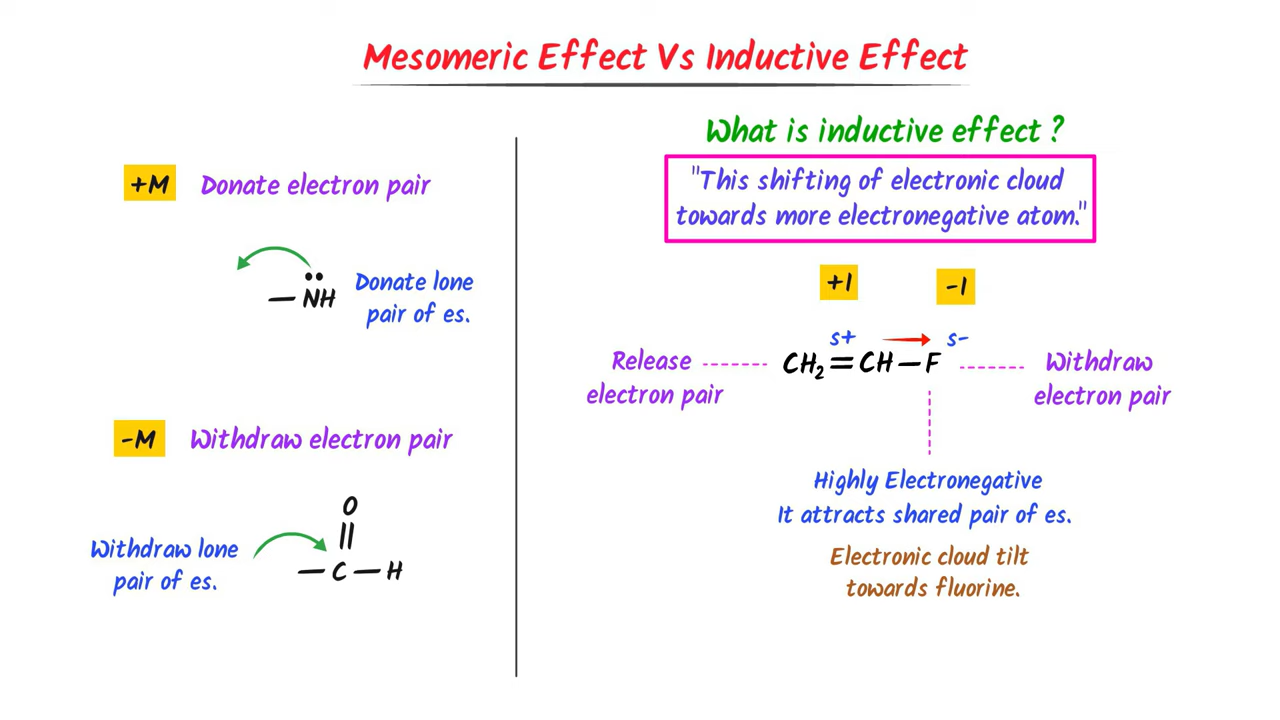 Mesomeric Effect Vs Inductive Effect
+M Donate electron pair
–NH
Donate lone
pair of es.
-M Withdraw electron pair
O
Withdraw lone
pair of es.
–C–H
What is inductive effect ?
"This shifting of electronic cloud
towards more electronegative atom."
+I -I
s+ s-
Release
electron pair
CH₂=CH–F
Withdraw
electron pair
Highly Electronegative
It attracts shared pair of es.
Electronic cloud tilt
towards fluorine.